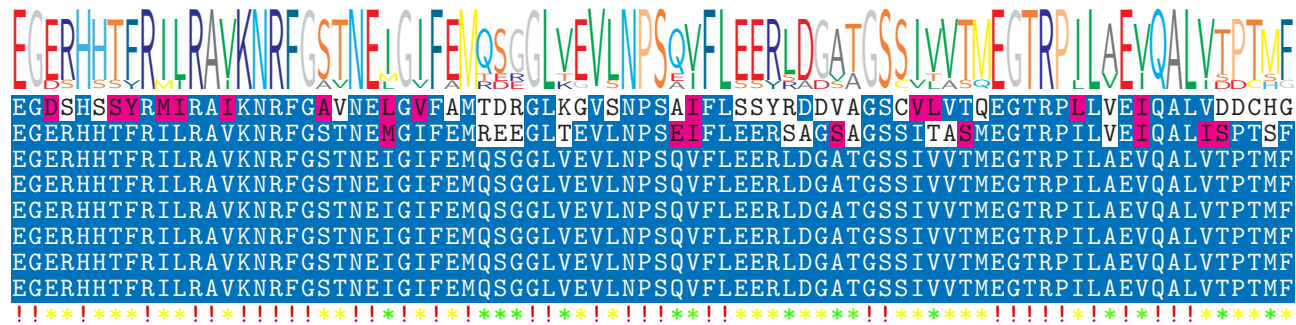 EGERHHTFRILRAVKNRFGSTNEIGIFEMQSGGLVEVLNPSQVFLEERLDGATGSSIVVTMEGTRPILAEVQALVTPTMF
EGDSHSSYRMIRAIKNRFGAVNELGVFAMTDRGLKGVSNPSAIFLSSYRDDVAGSCVLVTQEGTRPLLVEIQALVDDCHG
EGERHHTFRILRAVKNRFGSTNEMGIFEMREEGLTEVLNPSEIFLEERSAGSAGSSITASMEGTRPILVEIQALISPTSF
EGERHHTFRILRAVKNRFGSTNEIGIFEMQSGGLVEVLNPSQVFLEERLDGATGSSIVVTMEGTRPILAEVQALVTPTMF
EGERHHTFRILRAVKNRFGSTNEIGIFEMQSGGLVEVLNPSQVFLEERLDGATGSSIVVTMEGTRPILAEVQALVTPTMF
EGERHHTFRILRAVKNRFGSTNEIGIFEMQSGGLVEVLNPSQVFLEERLDGATGSSIVVTMEGTRPILAEVQALVTPTMF
EGERHHTFRILRAVKNRFGSTNEIGIFEMQSGGLVEVLNPSQVFLEERLDGATGSSIVVTMEGTRPILAEVQALVTPTMF
EGERHHTFRILRAVKNRFGSTNEIGIFEMQSGGLVEVLNPSQVFLEERLDGATGSSIVVTMEGTRPILAEVQALVTPTMF
EGERHHTFRILRAVKNRFGSTNEIGIFEMQSGGLVEVLNPSQVFLEERLDGATGSSIVVTMEGTRPILAEVQALVTPTMF
!!**!***!**!!*!!!!!**!!*!*!*!***!!**!*!!!**!!********!!******!!!!!*!*!*!!!******